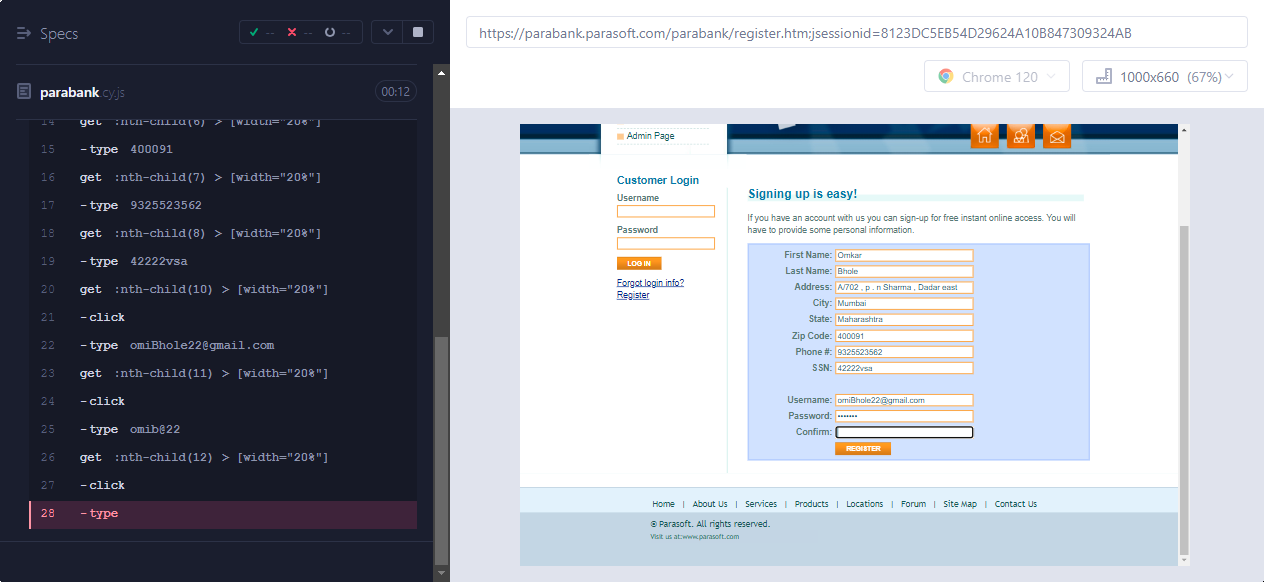 Specs
-- -- --
parabank.cy.js
00:12
14 get :nth-child(6) > [width="20%"]
15 -type 400091
16 get :nth-child(7) > [width="20%"]
17 -type 9325523562
18 get :nth-child(8) > [width="20%"]
19 -type 42222vsa
20 get :nth-child(10) > [width="20%"]
21 -click
22 -type omiBhole22@gmail.com
23 get :nth-child(11) > [width="20%"]
24 -click
25 -type omib@22
26 get :nth-child(12) > [width="20%"]
27 -click
28 -type
https://parabank.parasoft.com/parabank/register.htm;jsessionid=8123DC5EB54D29624A10B847309324AB
Chrome 120
1000x660 (67%)
Admin Page
Customer Login
Username
Password
LOG IN
Forgot login info?
Register
Signing up is easy!
If you have an account with us you can sign-up for free instant online access. You will
have to provide some personal information.
First Name: Omkar
Last Name: Bhole
Address: A/702 , p . n Sharma , Dadar east
City: Mumbai
State: Maharashtra
Zip Code: 400091
Phone #: 9325523562
SSN: 42222vsa
Username: omiBhole22@gmail.com
Password: •••••••
Confirm:
REGISTER
Home | About Us | Services | Products | Locations | Forum | Site Map | Contact Us
© Parasoft. All rights reserved.
Visit us at:www.parasoft.com